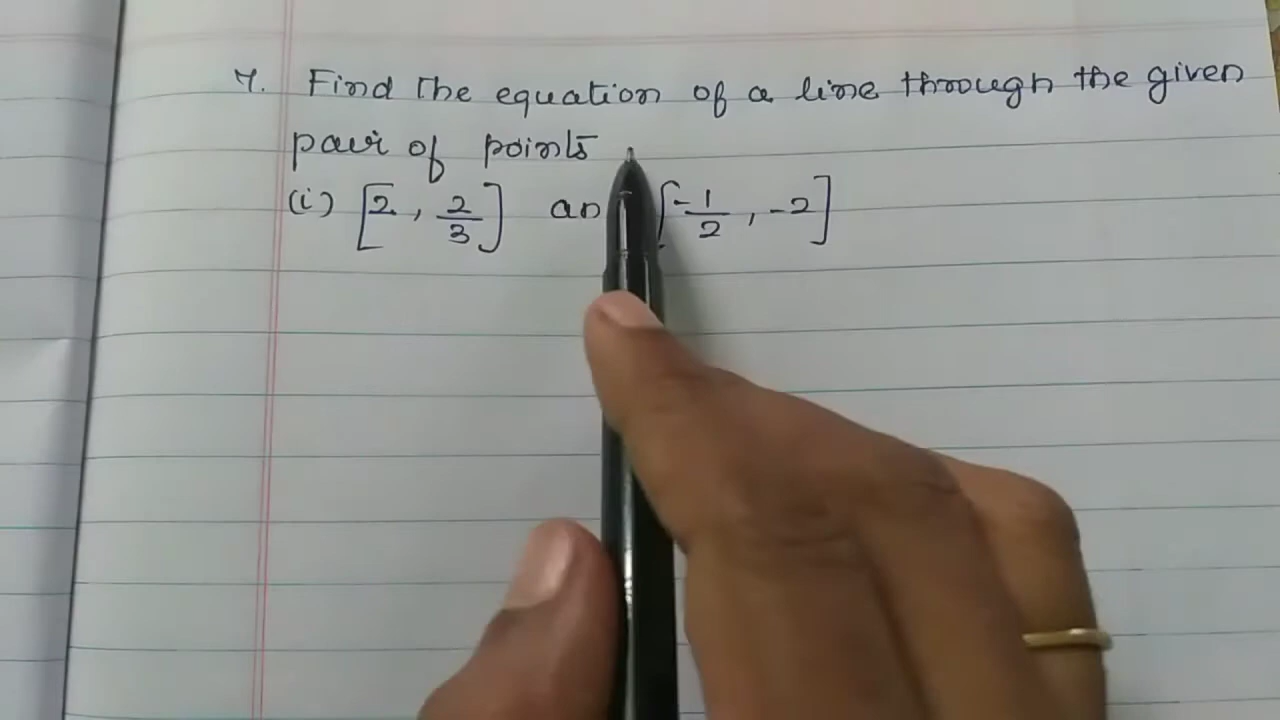 7. Find the equation of a line through the given
pair of points
(i) [2, 2/3] an [-1/2, -2]